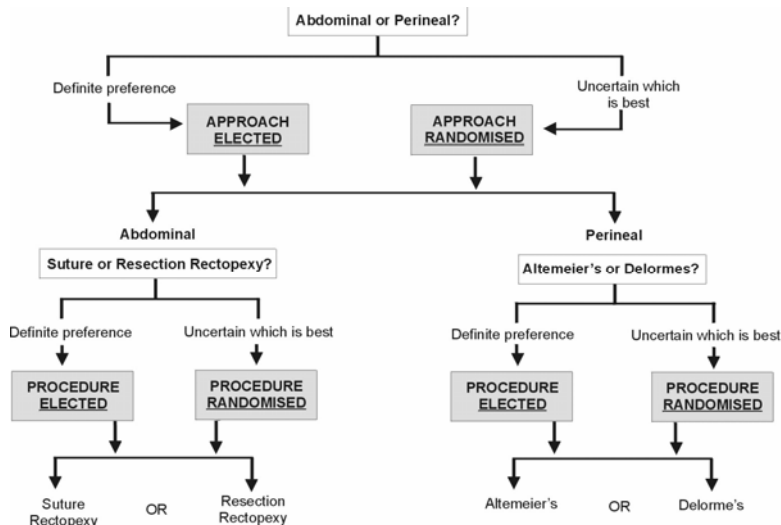 Abdominal or Perineal?
Definite preference
Uncertain which
is best
APPROACH
ELECTED
APPROACH
RANDOMISED
Abdominal
Perineal
Suture or Resection Rectopexy?
Altemeier's or Delormes?
Definite preference
Uncertain which is best
Definite preference
Uncertain which is best
PROCEDURE
ELECTED
PROCEDURE
RANDOMISED
PROCEDURE
ELECTED
PROCEDURE
RANDOMISED
Suture
Rectopexy
OR
Resection
Rectopexy
Altemeier's
OR
Delorme's